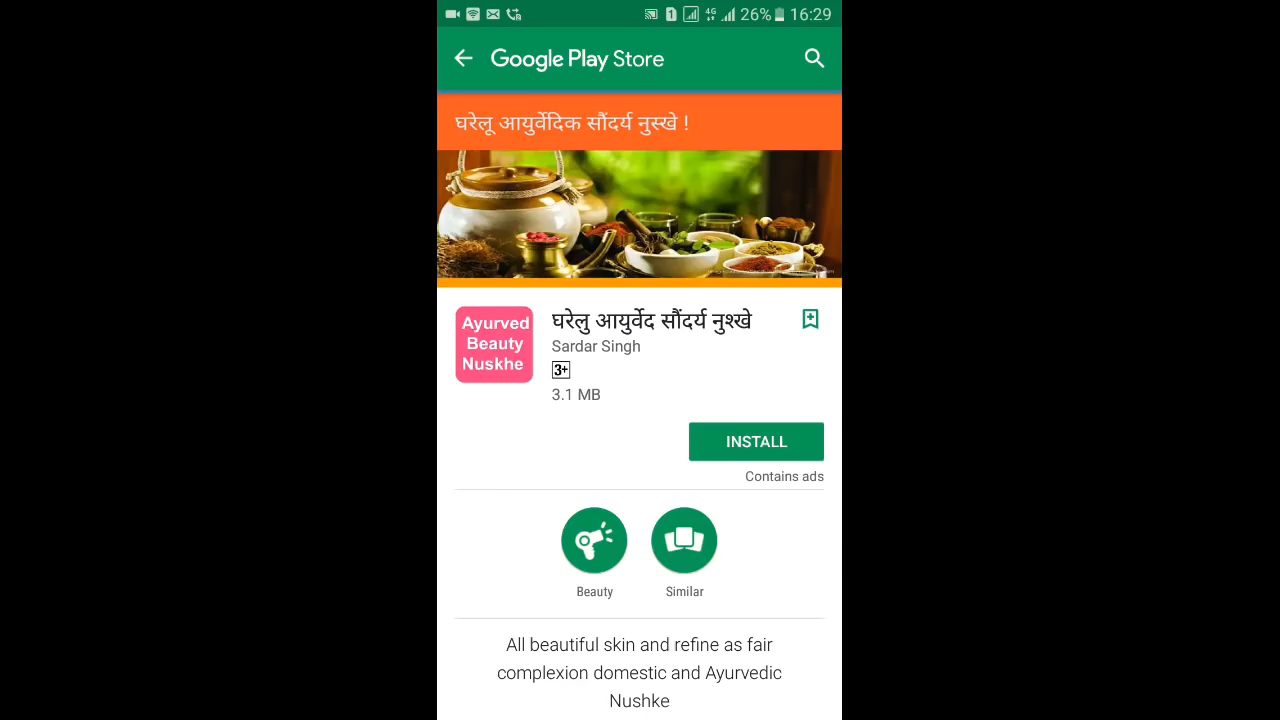 4G 26% 16:29
Google Play Store
घरेलू आयुर्वेदिक सौंदर्य नुस्खे !
Ayurved
Beauty
Nuskhe
घरेलु आयुर्वेद सौंदर्य नुश्खे
Sardar Singh
3+
3.1 MB
INSTALL
Contains ads
Beauty
Similar
All beautiful skin and refine as fair
complexion domestic and Ayurvedic
Nushke